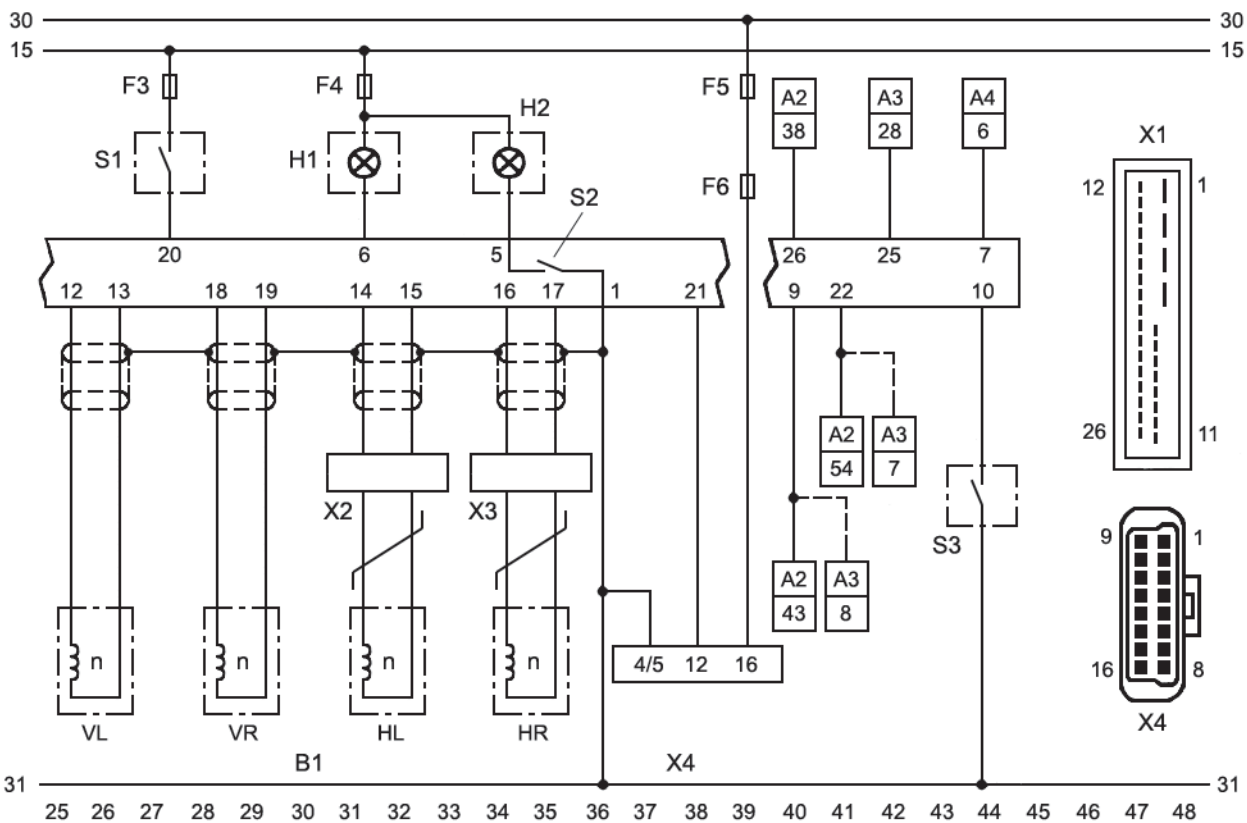 30 30
15 15
F3 F4 F5 A2 A3 A4
38 28 6
H2 X1
S1 H1 F6 12 1
S2
20 6 5 26 25 7
12 13 18 19 14 15 16 17 1 21 9 22 10
A2 A3 26 11
54 7
X2 X3 S3 9 1
A2 A3
43 8
n n n n 4/5 12 16 16 8
VL VR HL HR X4
B1 X4
31 31
25 26 27 28 29 30 31 32 33 34 35 36 37 38 39 40 41 42 43 44 45 46 47 48